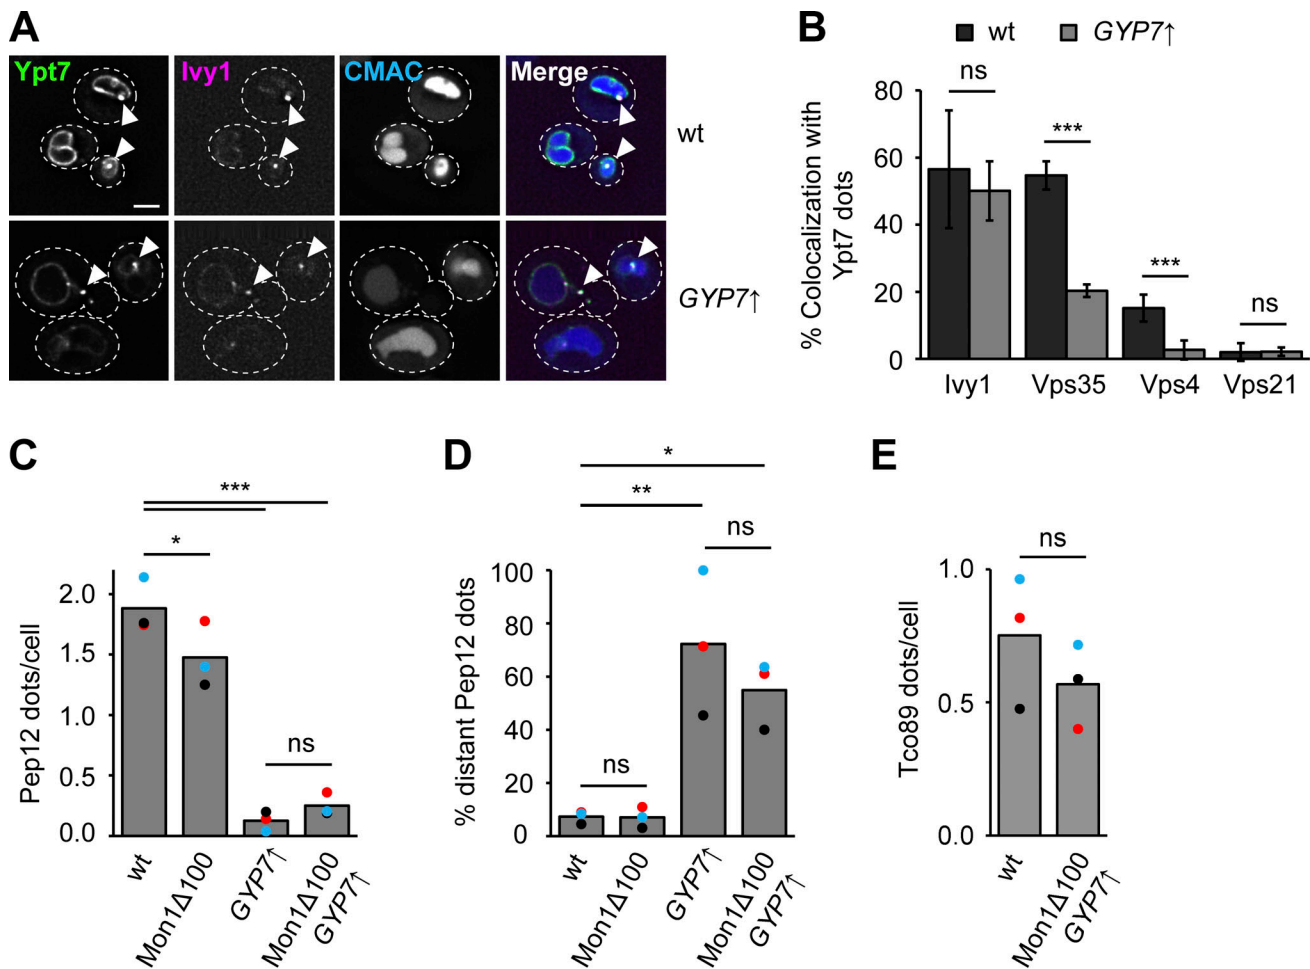 A
Ypt7
Ivy1
CMAC
Merge
wt
GYP7↑
B
wt
GYP7↑
% Colocalization with
Ypt7 dots
80
60
40
20
0
ns
***
***
ns
Ivy1
Vps35
Vps4
Vps21
C
Pep12 dots/cell
2.0
1.5
1.0
0.5
0.0
***
*
ns
wt
Mon1Δ100
GYP7↑
Mon1Δ100
GYP7↑
D
% distant Pep12 dots
100
80
60
40
20
0
*
**
ns
ns
wt
Mon1Δ100
GYP7↑
Mon1Δ100
GYP7↑
E
Tco89 dots/cell
1.0
0.5
0.0
ns
wt
Mon1Δ100
GYP7↑